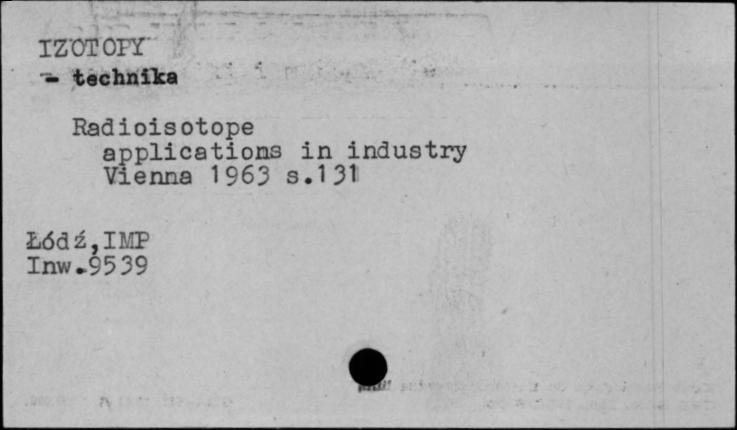 IZOTOPY
- technika
Radioisotope
applications in industry
Vienna 1963 s.131
Łódź,IMP
Inw.9539